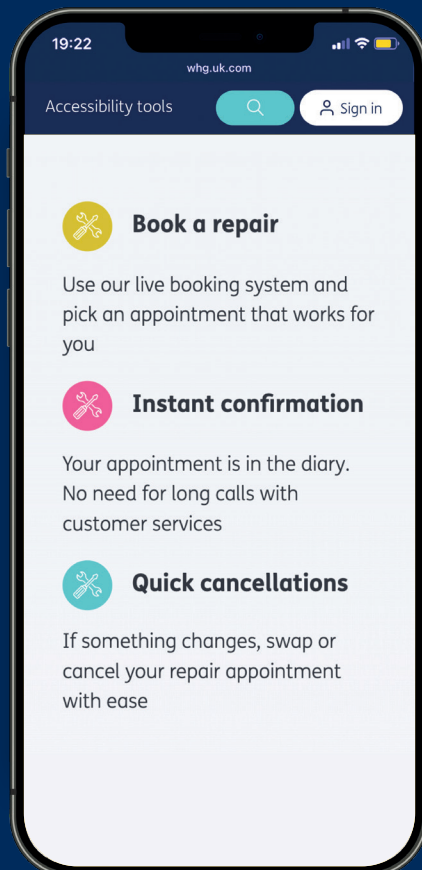 19:22
whg.uk.com
Accessibility tools
Sign in
Book a repair
Use our live booking system and
pick an appointment that works for
you
Instant confirmation
Your appointment is in the diary.
No need for long calls with
customer services
Quick cancellations
If something changes, swap or
cancel your repair appointment
with ease